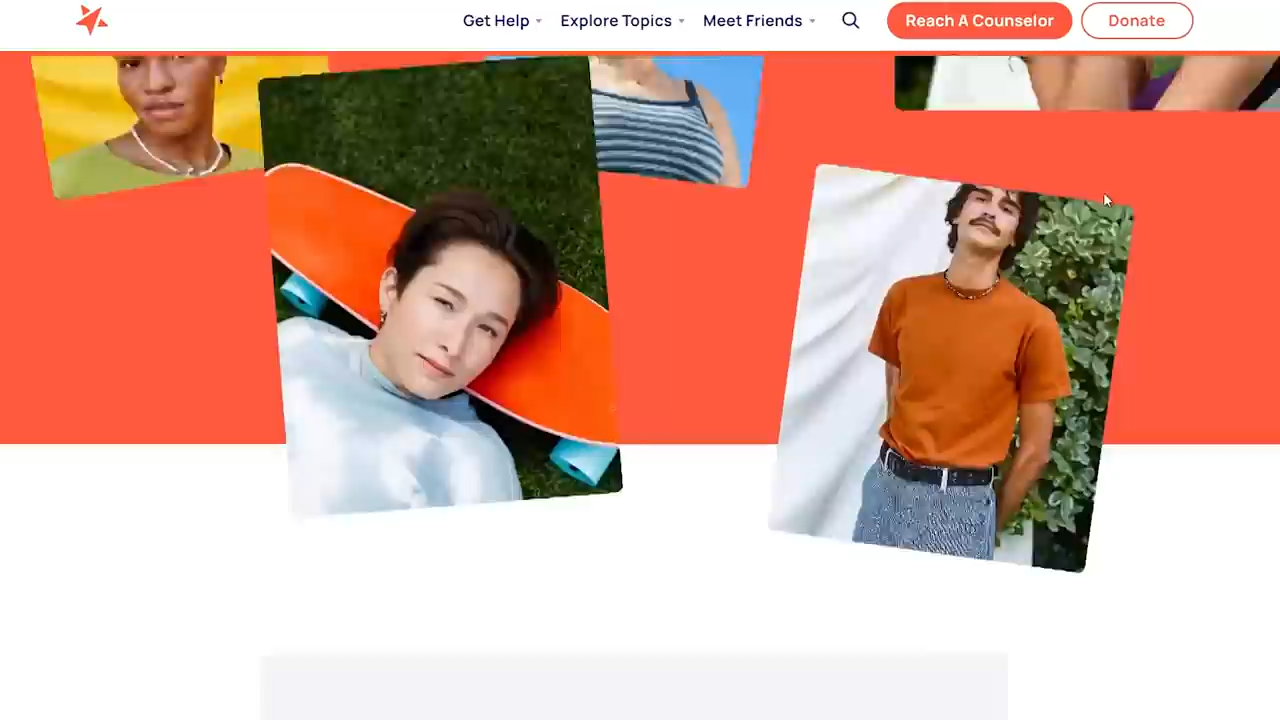 Get Help
Explore Topics
Meet Friends
Reach A Counselor
Donate